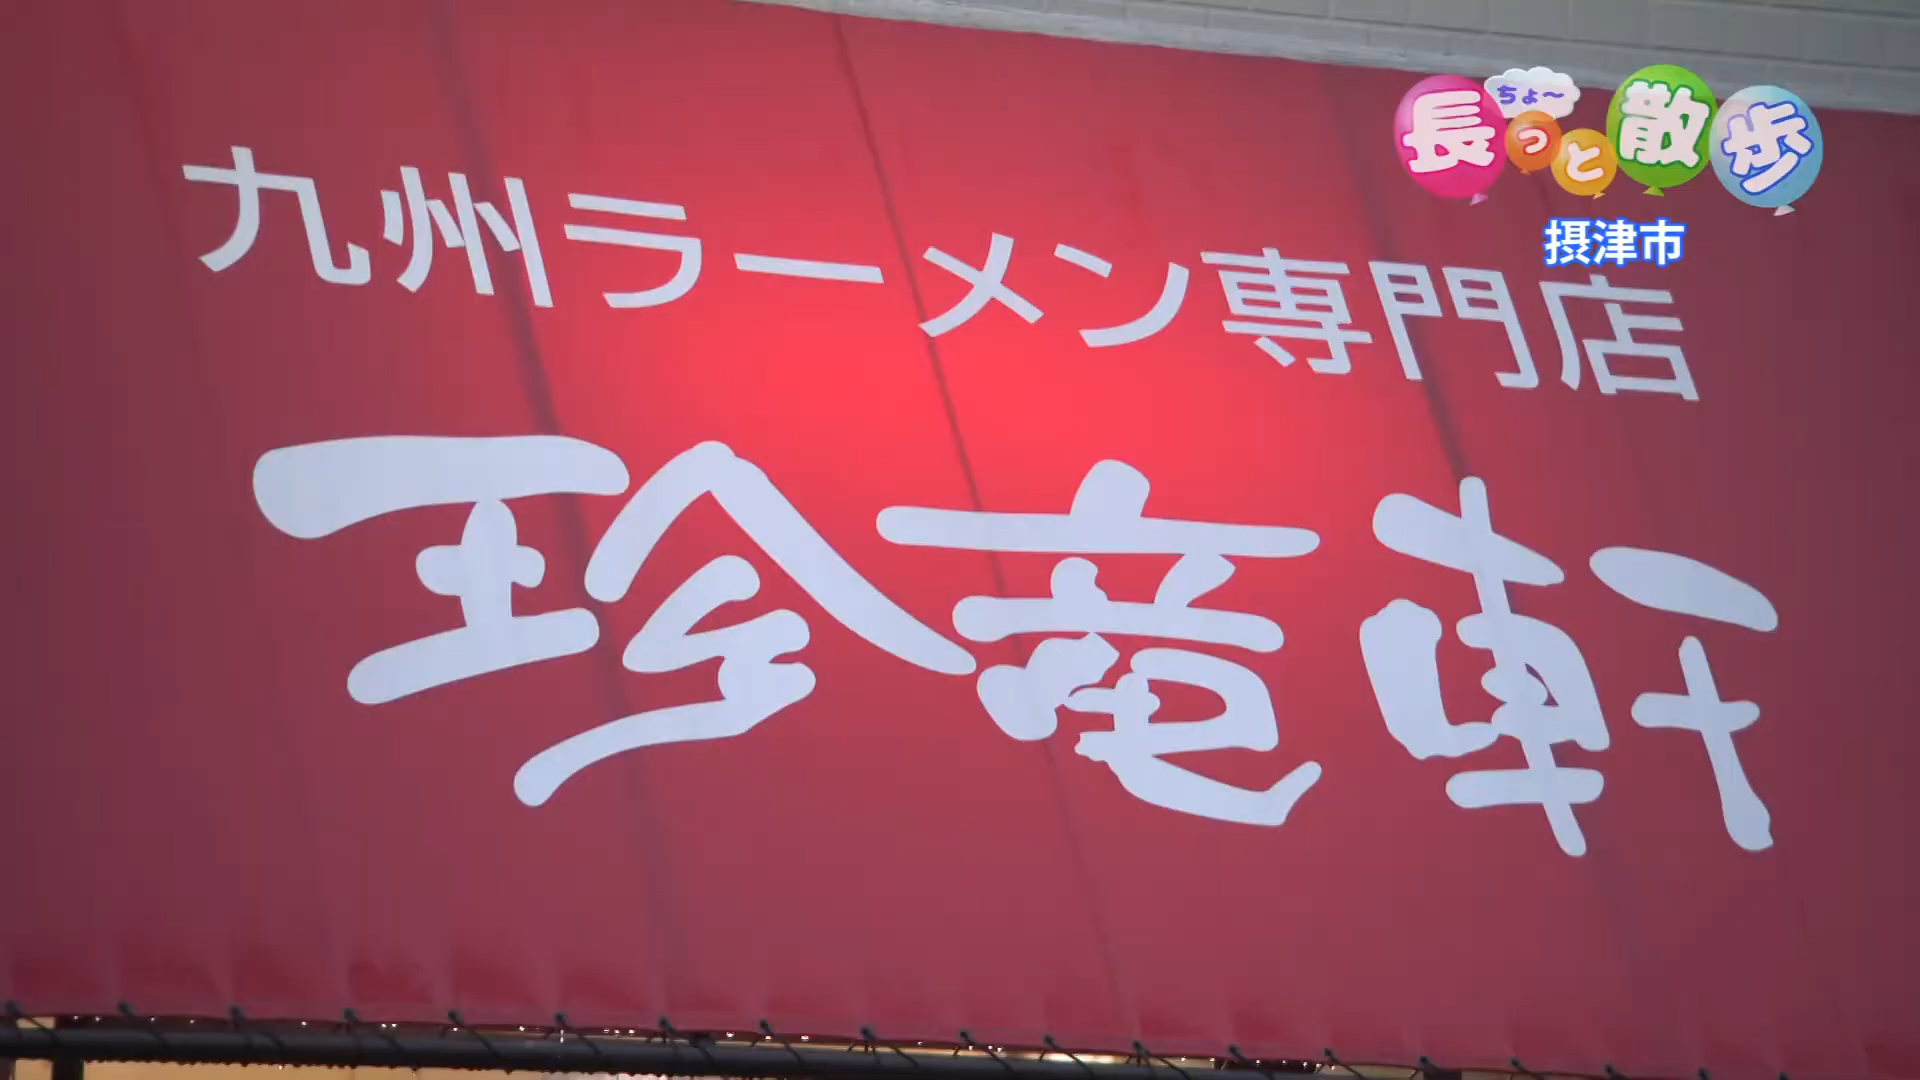 長ちょ〜っと散歩
摂津市
九州ラーメン専門店
珍竜軒